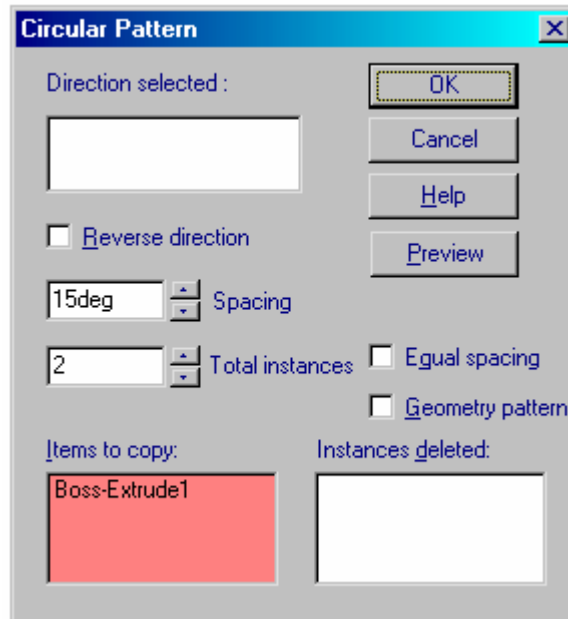 Circular Pattern
Direction selected :
OK
Cancel
Help
Preview
Reverse direction
15deg Spacing
2 Total instances
Equal spacing
Geometry pattern
Items to copy:
Boss-Extrude1
Instances deleted: